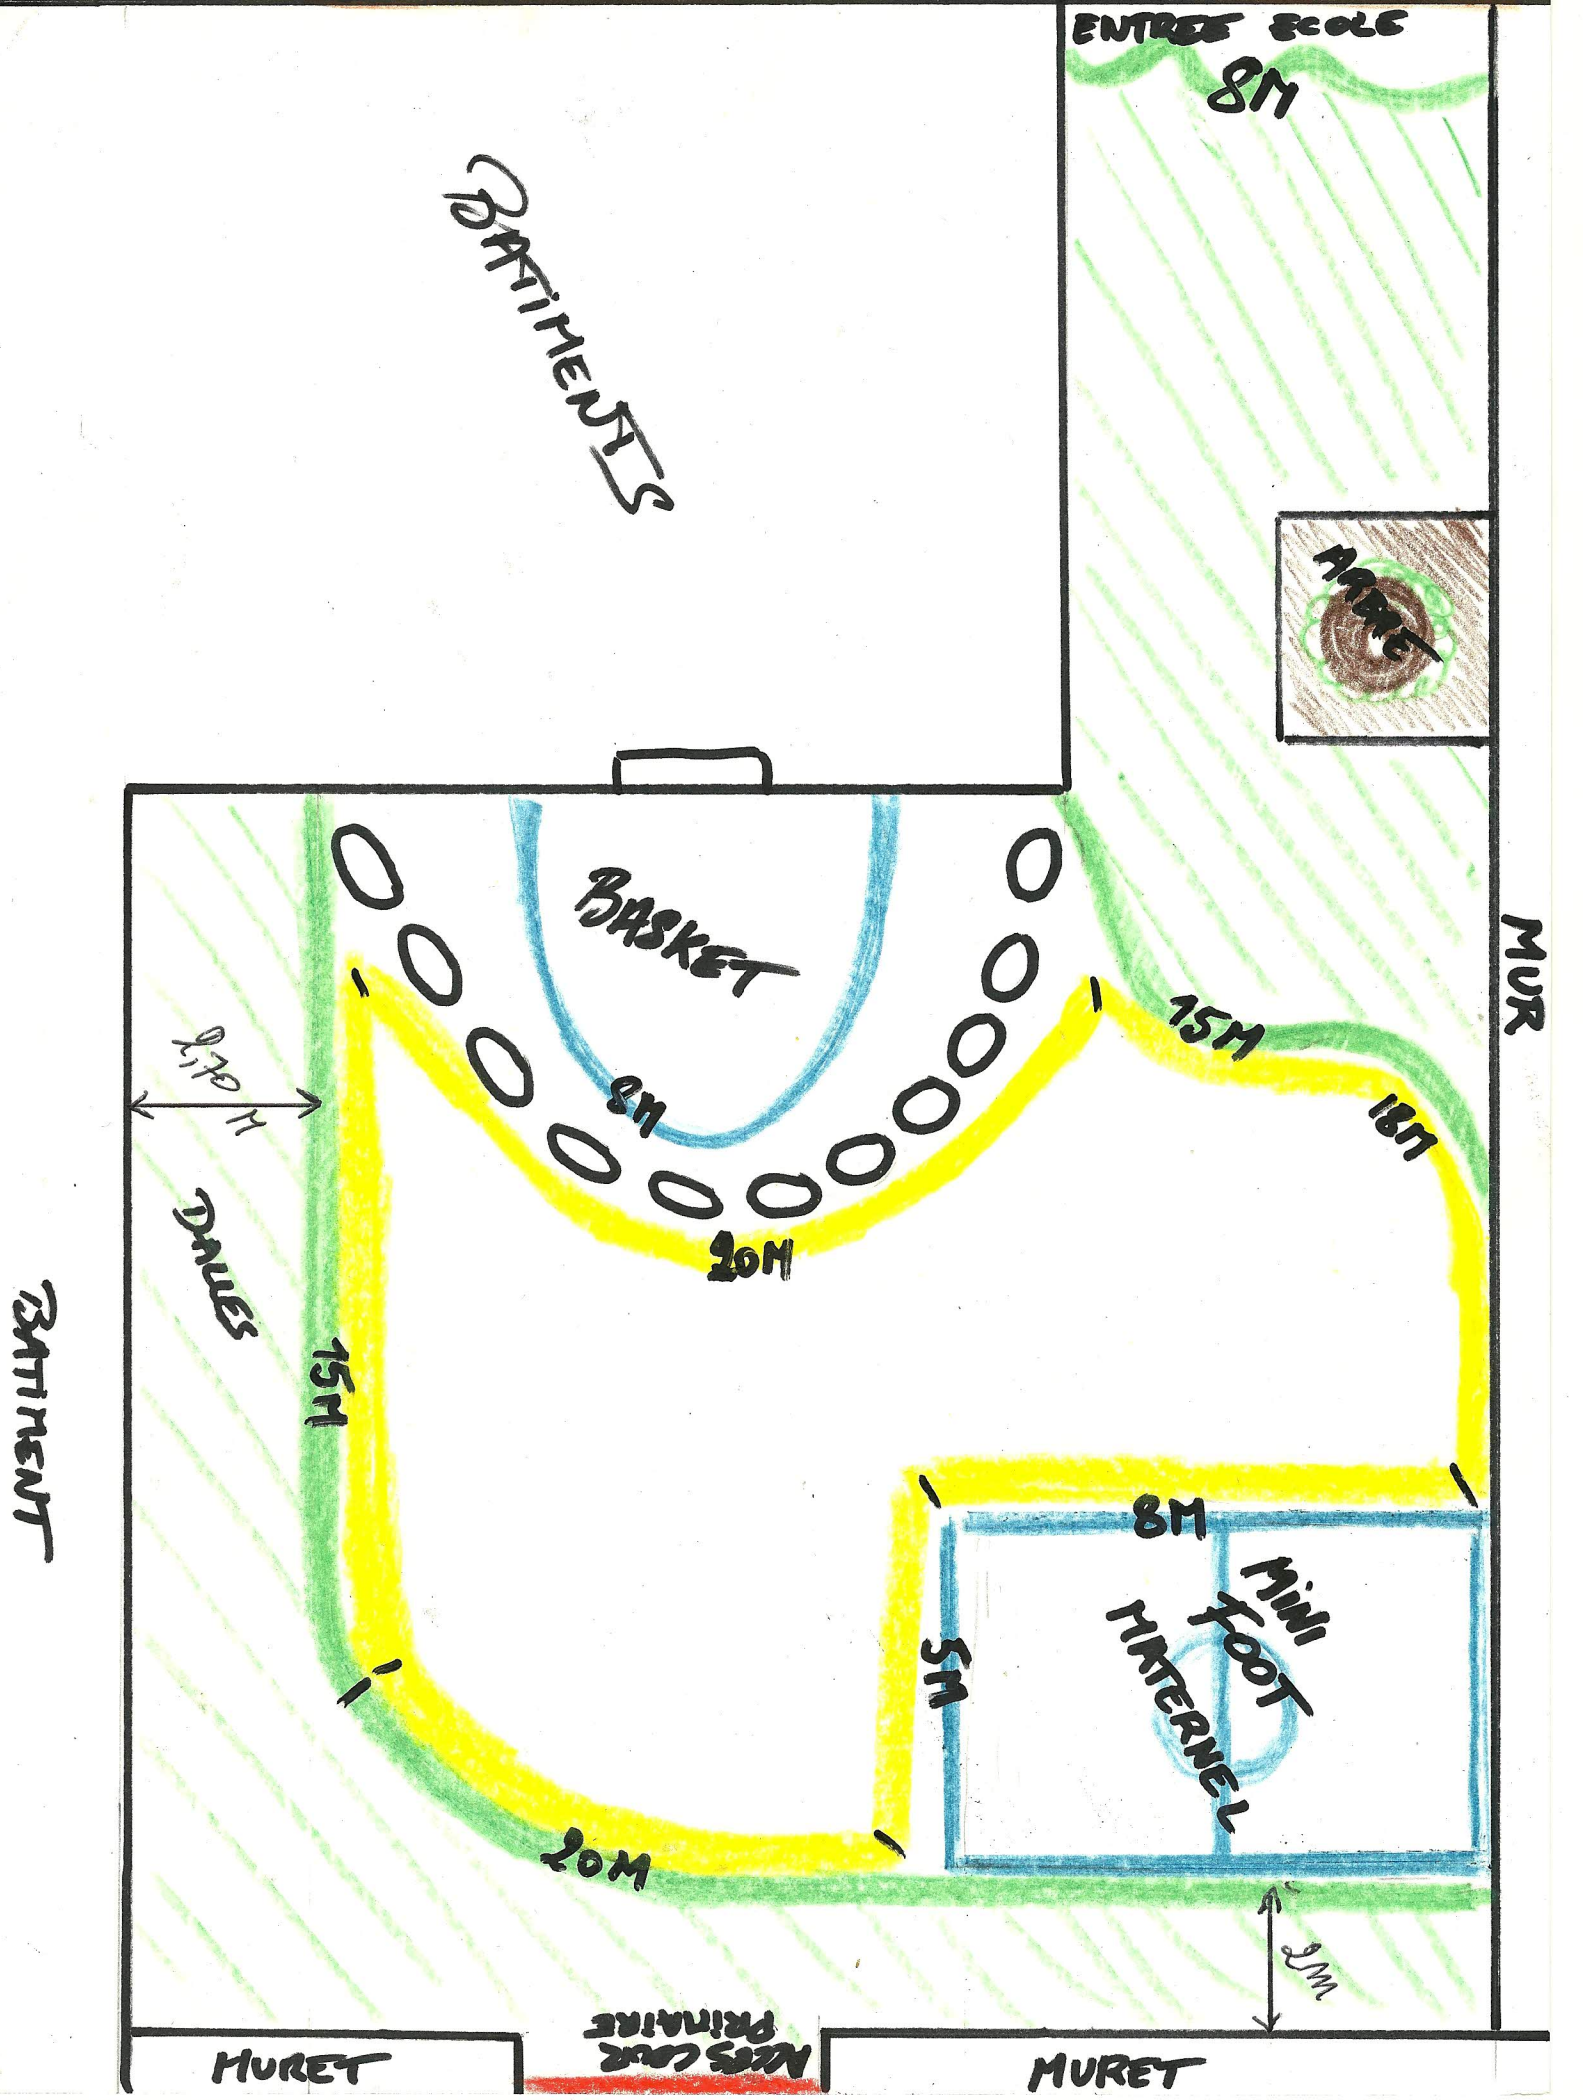 ENTREE ECOLE
8M
BATIMENTS
ARBRE
MUR
BASKET
15M
8M
18M
2,70 M
20M
DALLES
BATIMENT
15M
8M
MINI
FOOT
MATERNEL
5M
20M
2m
ACCES COUR
PRIMAIRE
MURET
MURET